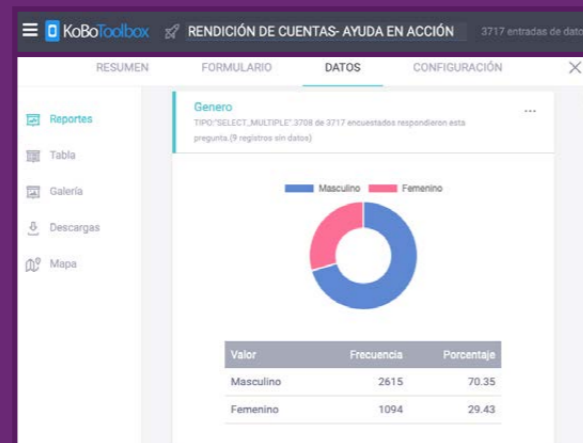 KoBoToolbox RENDICIÓN DE CUENTAS- AYUDA EN ACCIÓN 3717 entradas de dato
RESUMEN FORMULARIO DATOS CONFIGURACIÓN
Reportes
Tabla
Galería
Descargas
Mapa
Genero
TIPO:"SELECT_MULTIPLE".3708 de 3717 encuestados respondieron esta
pregunta.(9 registros sin datos)
Masculino Femenino
Valor Frecuencia Porcentaje
Masculino 2615 70.35
Femenino 1094 29.43